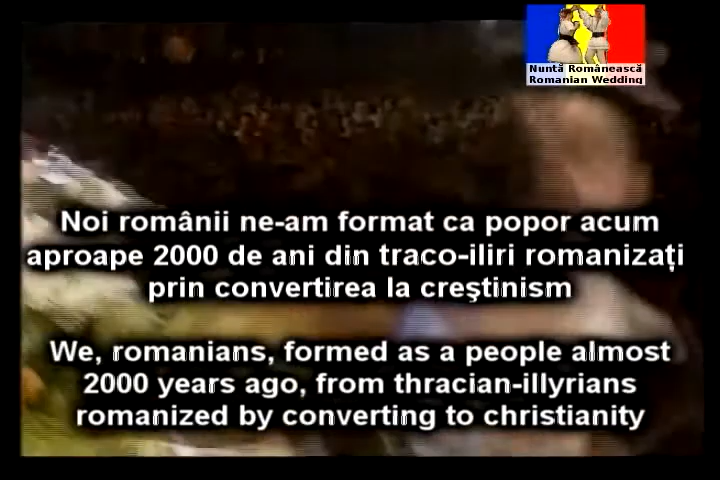 Nuntă Românească
Romanian Wedding
Noi românii ne-am format ca popor acum
aproape 2000 de ani din traco-iliri romanizați
prin convertirea la creştinism
We, romanians, formed as a people almost
2000 years ago, from thracian-illyrians
romanized by converting to christianity